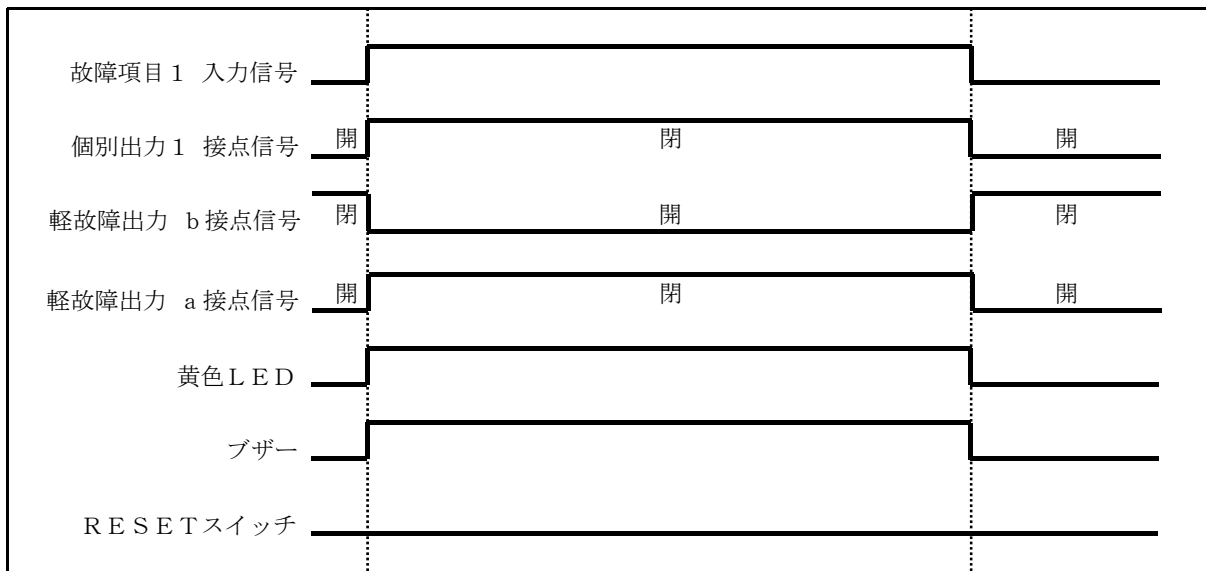 故障項目１ 入力信号
個別出力１ 接点信号 開 閉 開
軽故障出力 ｂ接点信号 閉 開 閉
軽故障出力 ａ接点信号 開 閉 開
黄色ＬＥＤ
ブザー
ＲＥＳＥＴスイッチ